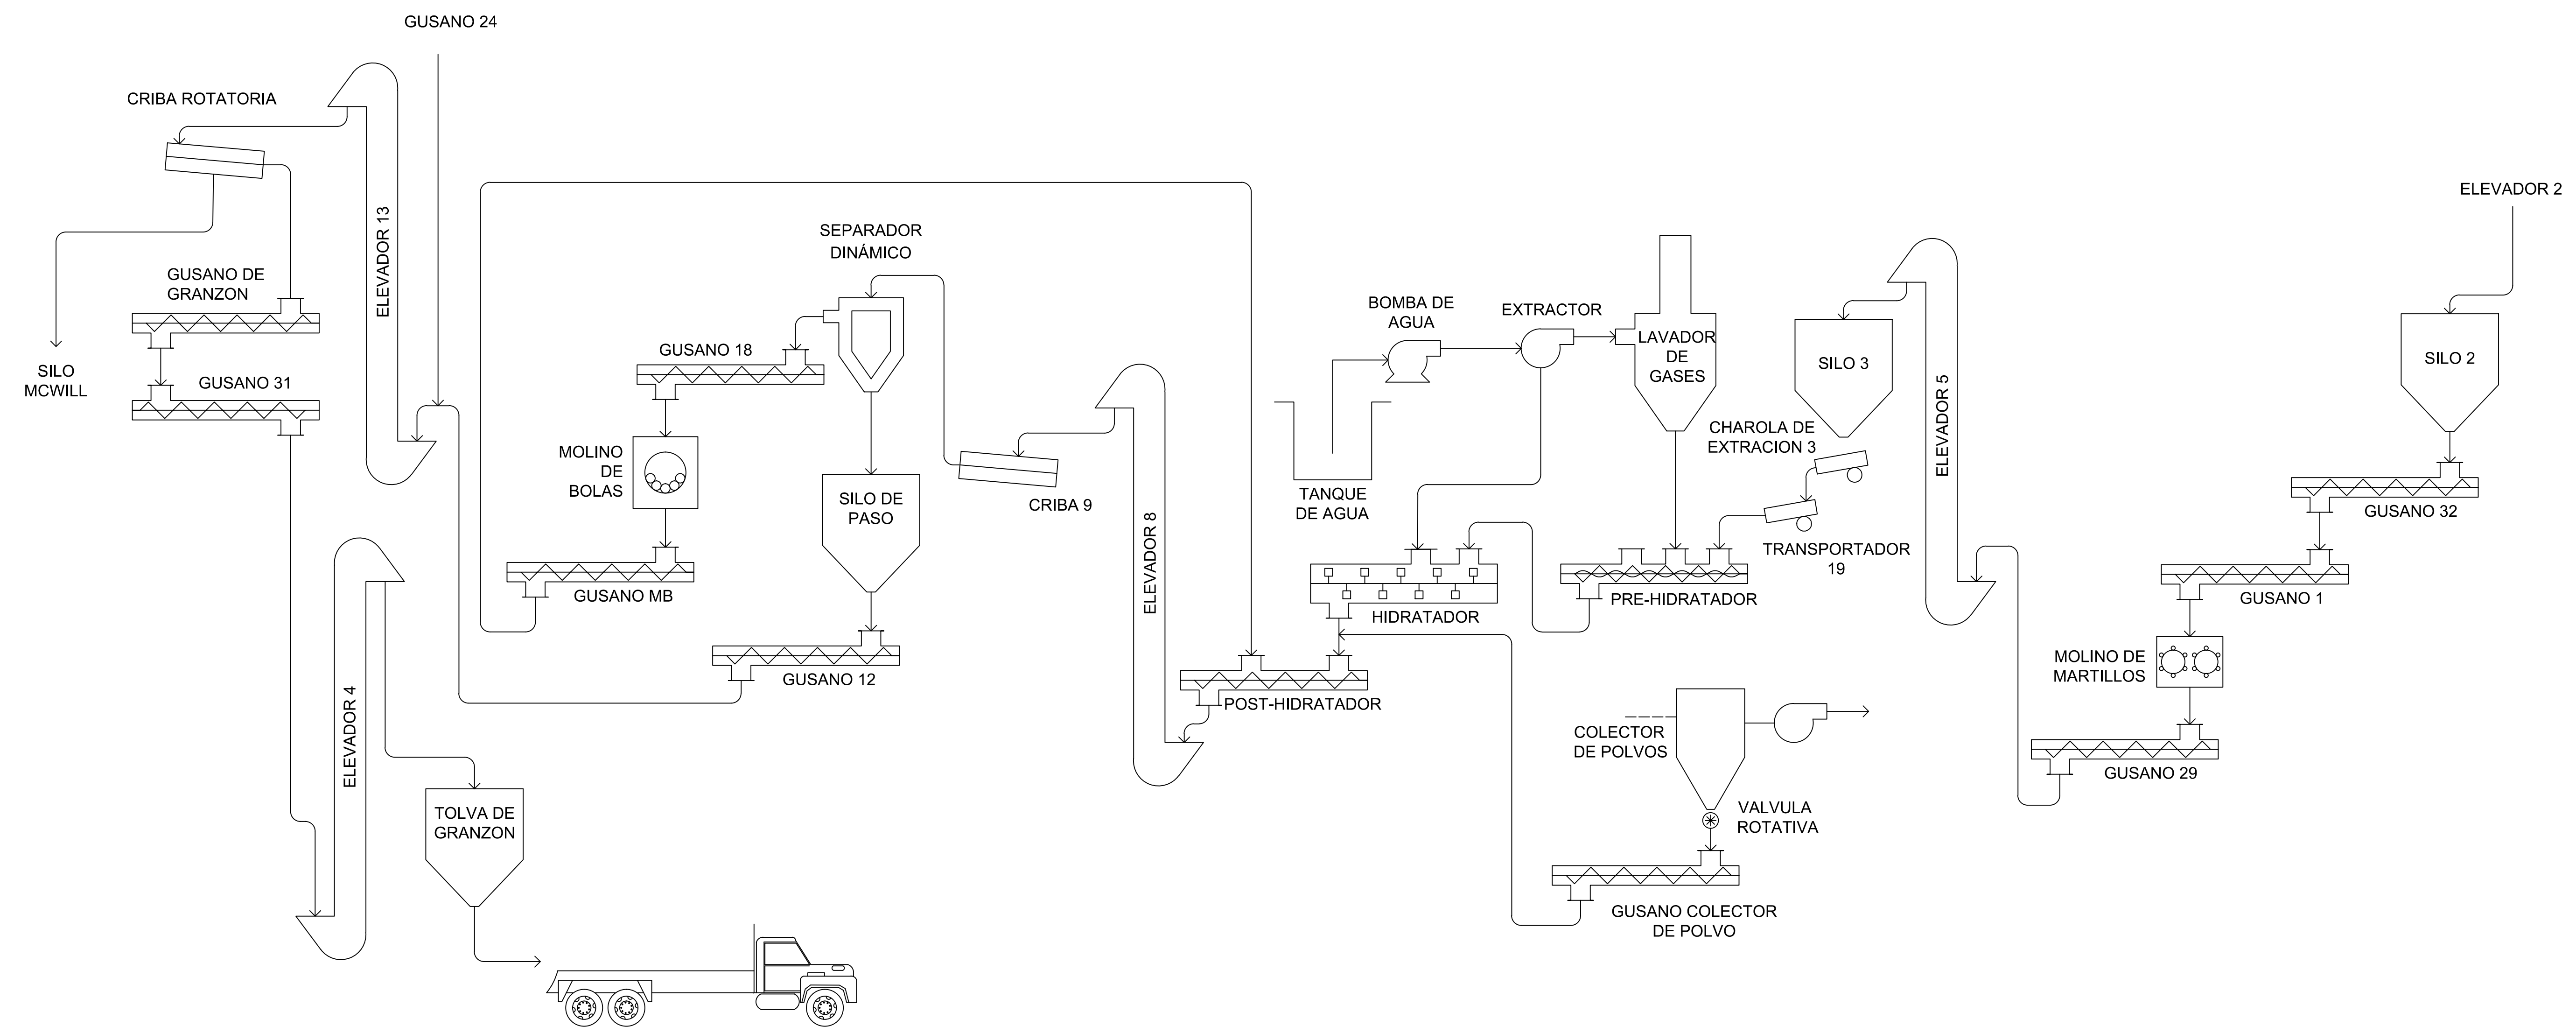 GUSANO 24
CRIBA ROTATORIA
ELEVADOR 13
GUSANO DE
GRANZON
SILO
MCWILL
GUSANO 31
ELEVADOR 4
TOLVA DE
GRANZON
SEPARADOR
DINÁMICO
GUSANO 18
MOLINO
DE
BOLAS
SILO DE
PASO
GUSANO MB
GUSANO 12
CRIBA 9
ELEVADOR 8
BOMBA DE
AGUA
EXTRACTOR
LAVADOR
DE
GASES
TANQUE
DE AGUA
HIDRATADOR
POST-HIDRATADOR
SILO 3
CHAROLA DE
EXTRACION 3
TRANSPORTADOR
19
PRE-HIDRATADOR
COLECTOR
DE POLVOS
VALVULA
ROTATIVA
GUSANO COLECTOR
DE POLVO
ELEVADOR 5
ELEVADOR 2
SILO 2
GUSANO 32
GUSANO 1
MOLINO DE
MARTILLOS
GUSANO 29